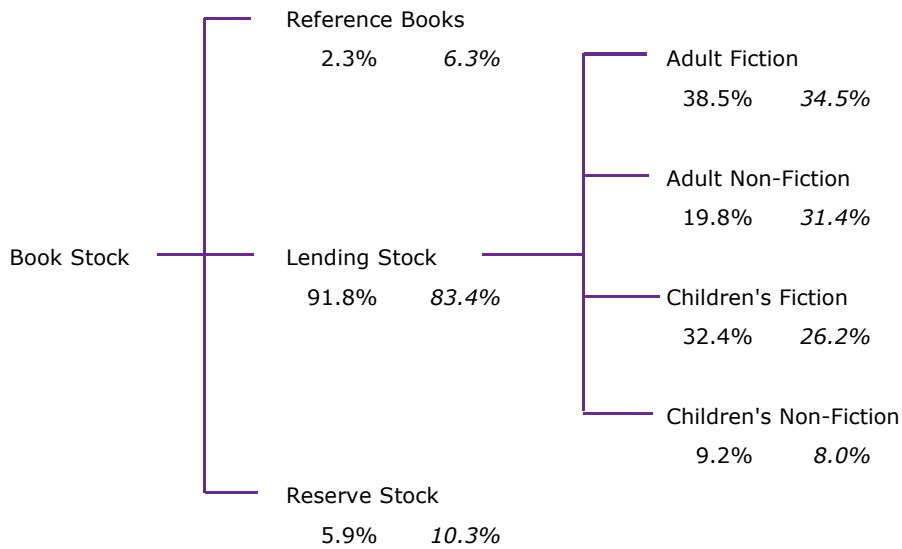 Reference Books
2.3% 6.3%
Adult Fiction
38.5% 34.5%
Adult Non-Fiction
19.8% 31.4%
Book Stock
Lending Stock
91.8% 83.4%
Children's Fiction
32.4% 26.2%
Children's Non-Fiction
9.2% 8.0%
Reserve Stock
5.9% 10.3%